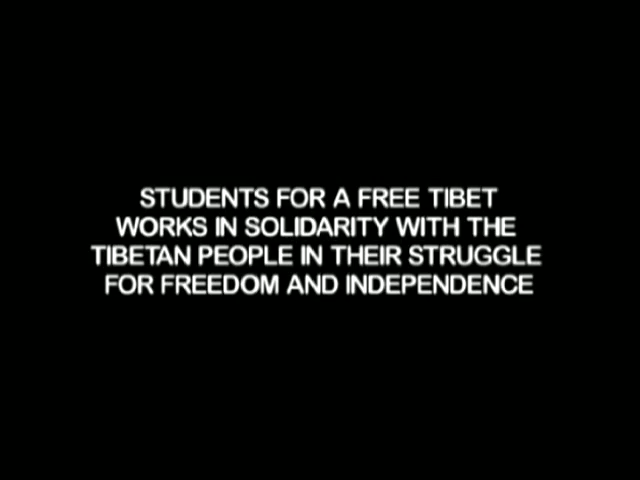 STUDENTS FOR A FREE TIBET
WORKS IN SOLIDARITY WITH THE
TIBETAN PEOPLE IN THEIR STRUGGLE
FOR FREEDOM AND INDEPENDENCE